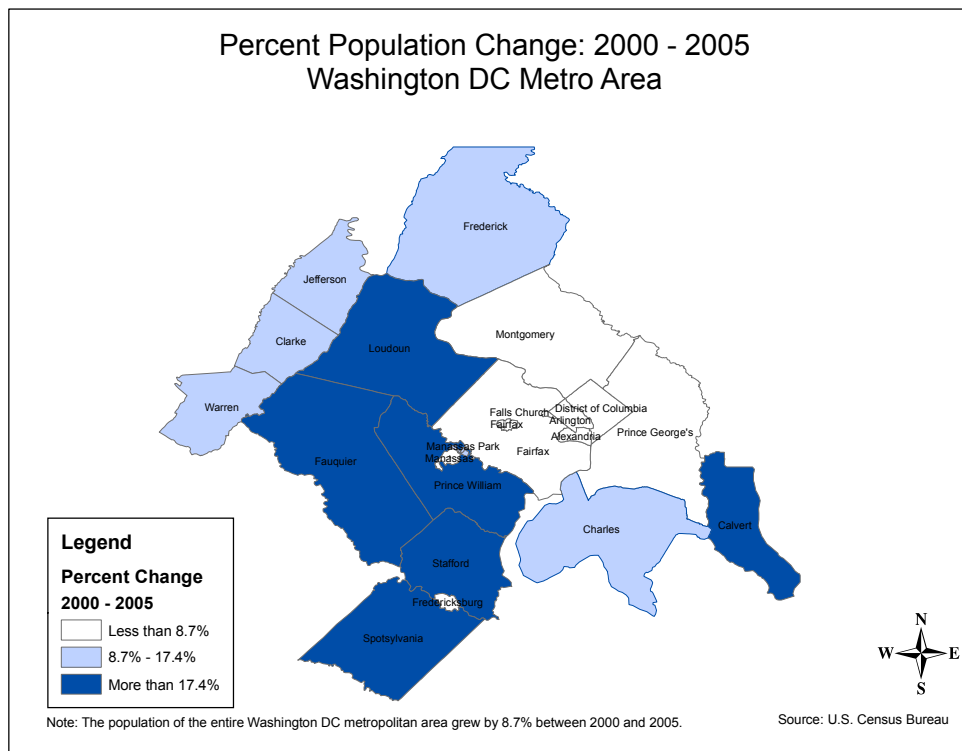 Percent Population Change: 2000 - 2005
Washington DC Metro Area
Frederick
Jefferson
Clarke
Loudoun
Montgomery
Warren
Falls Church
District of Columbia
Fairfax
Arlington
Alexandria
Prince George's
Manassas Park
Manassas
Fairfax
Fauquier
Prince William
Charles
Calvert
Stafford
Fredericksburg
Spotsylvania
Legend
Percent Change
2000 - 2005
Less than 8.7%
8.7% - 17.4%
More than 17.4%
N
W
E
S
Note: The population of the entire Washington DC metropolitan area grew by 8.7% between 2000 and 2005.
Source: U.S. Census Bureau